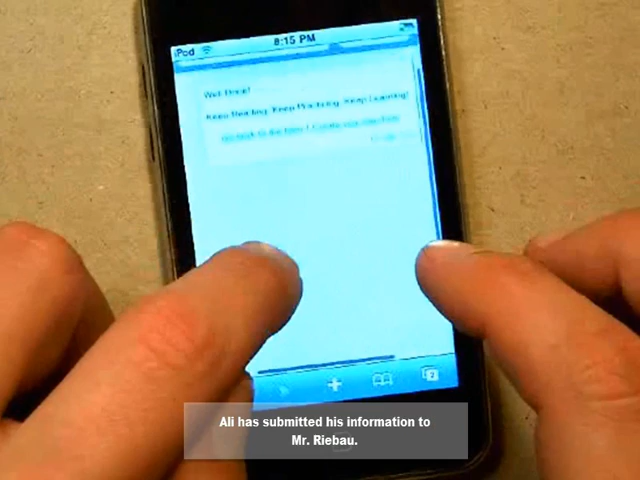 iPod
8:15 PM
Well Done!
Keep Reading, Keep Practicing, Keep Learning!
Ali has submitted his information to
Mr. Riebau.